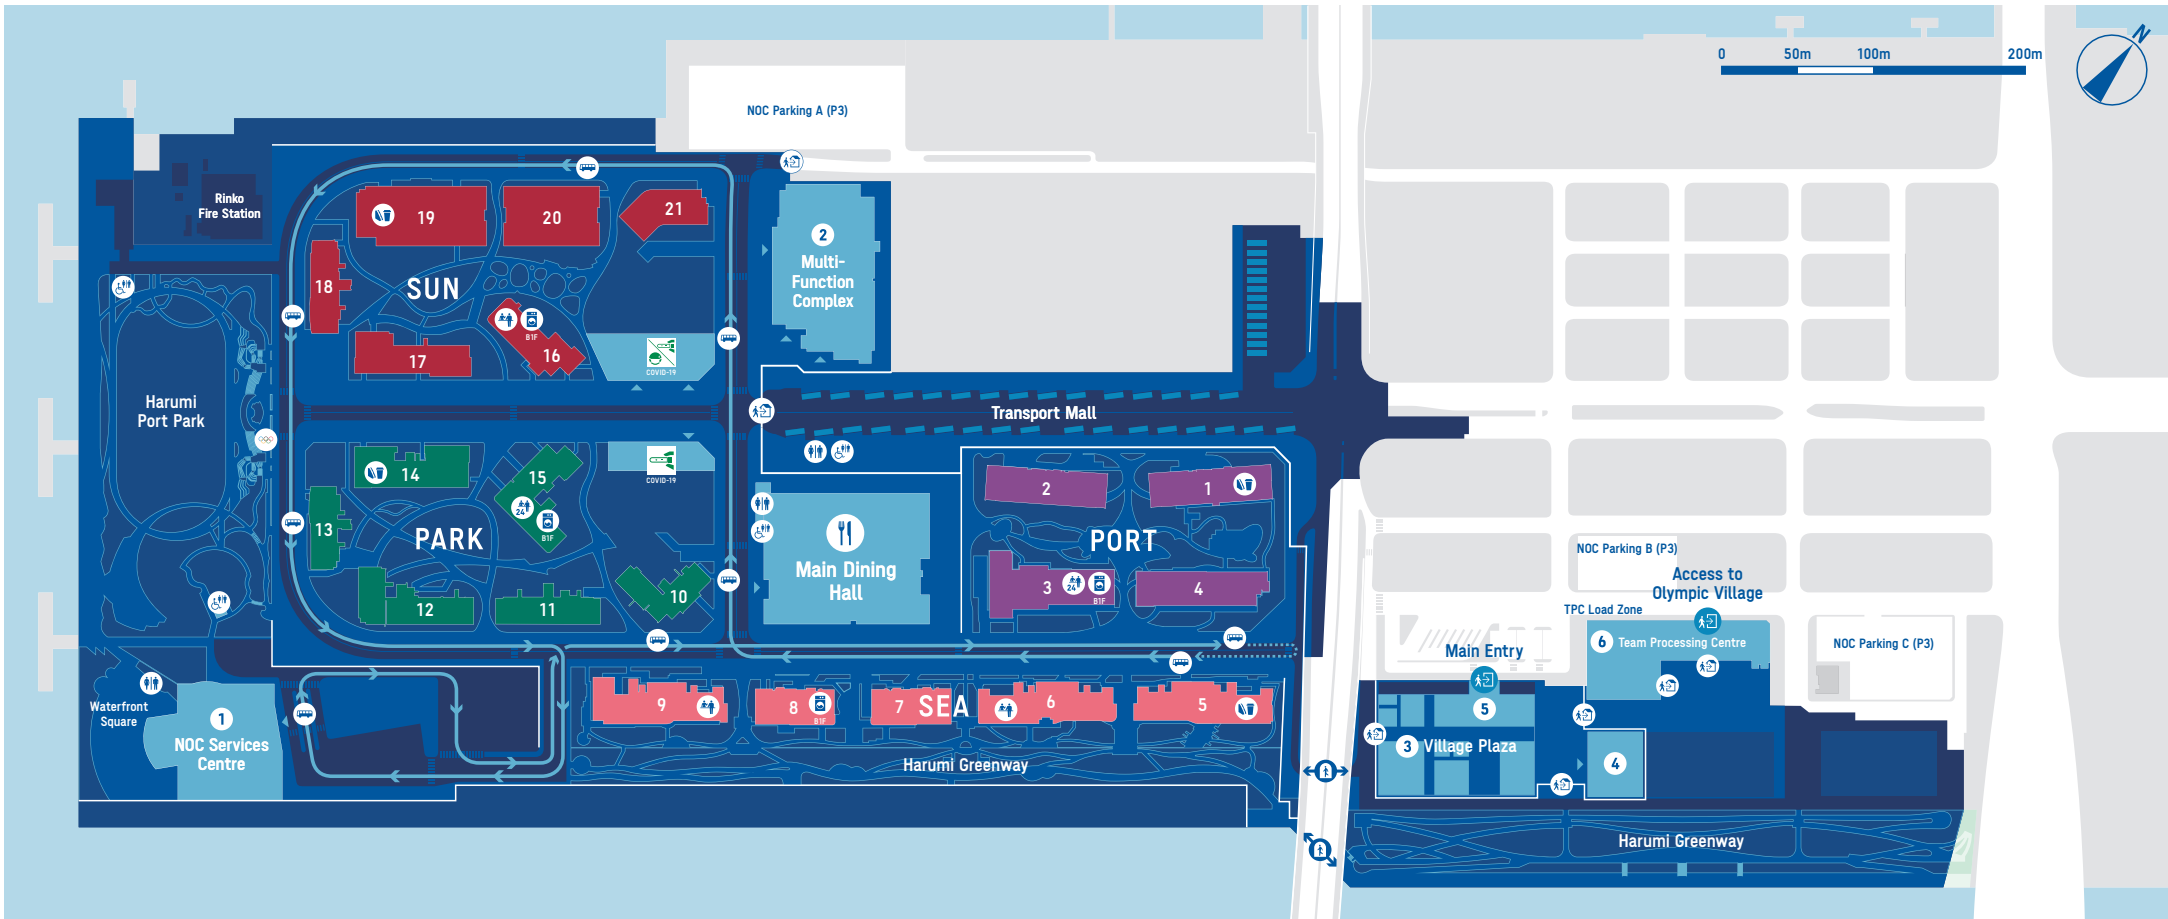 0 50m 100m 200m
N
NOC Parking A (P3)
Rinko
Fire Station
19
20
21
2
Multi-
Function
Complex
18
SUN
B1F
16
17
COVID-19
Harumi
Port Park
Transport Mall
14
15
COVID-19
24
B1F
13
PARK
12
11
10
Main Dining
Hall
2
1
PORT
3
24
B1F
4
NOC Parking B (P3)
Access to
Olympic Village
TPC Load Zone
6 Team Processing Centre
NOC Parking C (P3)
Main Entry
5
3 Village Plaza
4
Waterfront
Square
1
NOC Services
Centre
9
8
B1F
7
SEA
6
5
Harumi Greenway
Harumi Greenway